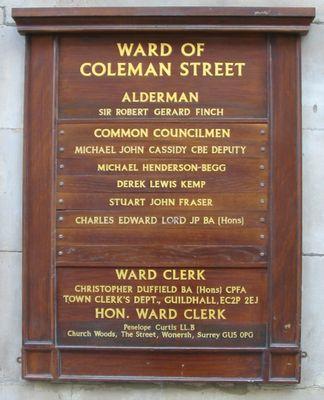 WARD OF
COLEMAN STREET
ALDERMAN
SIR ROBERT GERARD FINCH
COMMON COUNCILMEN
MICHAEL JOHN CASSIDY CBE DEPUTY
MICHAEL HENDERSON-BEGG
DEREK LEWIS KEMP
STUART JOHN FRASER
CHARLES EDWARD LORD JP BA (Hons)
WARD CLERK
CHRISTOPHER DUFFIELD BA (Hons) CPFA
TOWN CLERK'S DEPT., GUILDHALL, EC2P 2EJ
HON. WARD CLERK
Penelope Curtis LL.B
Church Woods, The Street, Wonersh, Surrey GU5 0PG